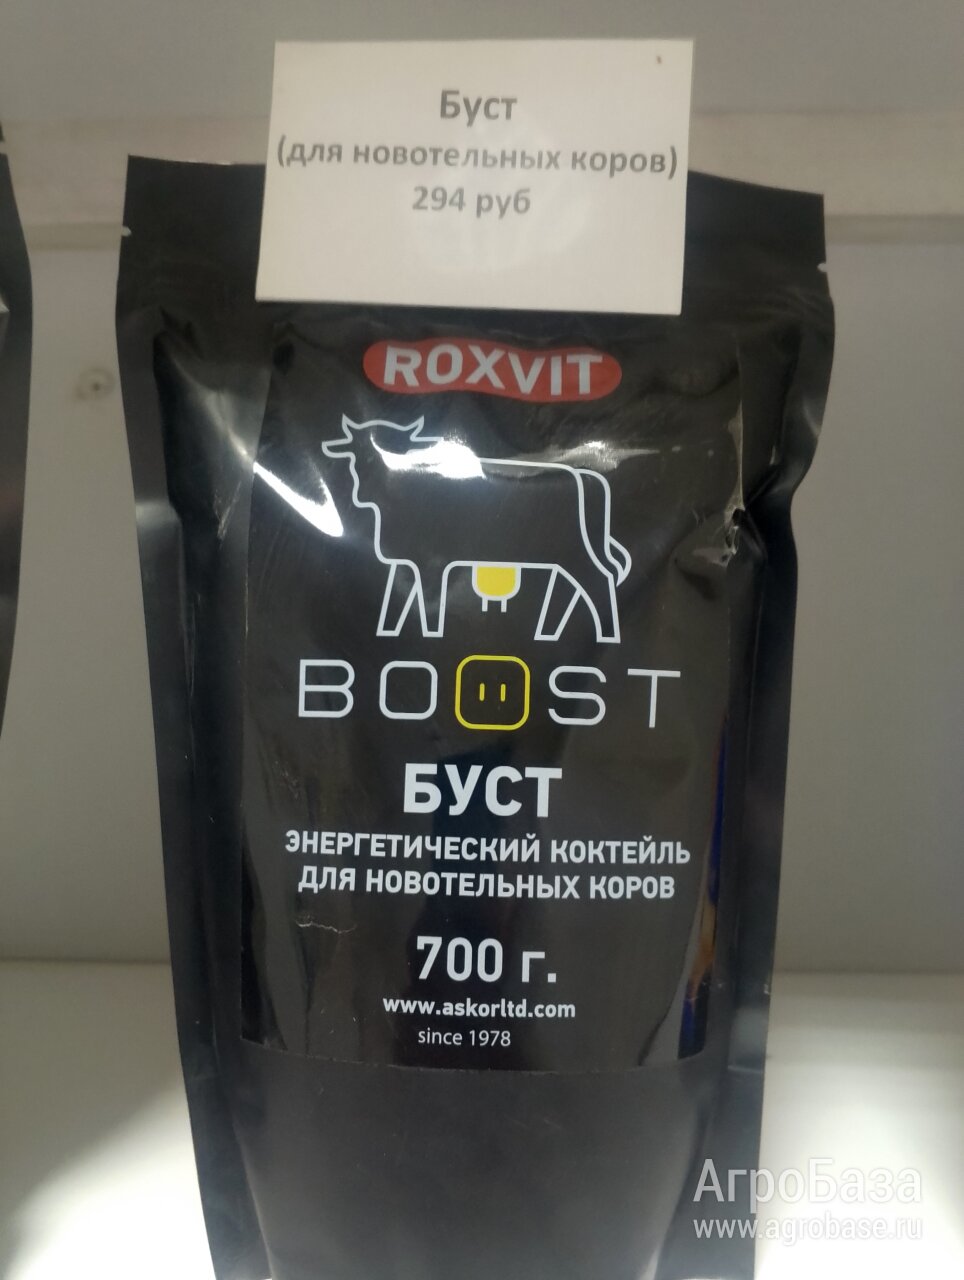 Буст
(для новотельных коров)
294 руб
ROXVIT
BOOST
БУСТ
ЭНЕРГЕТИЧЕСКИЙ КОКТЕЙЛЬ
ДЛЯ НОВОТЕЛЬНЫХ КОРОВ
700 г.
www.askorltd.com
since 1978
АгроБаза
www.agrobase.ru